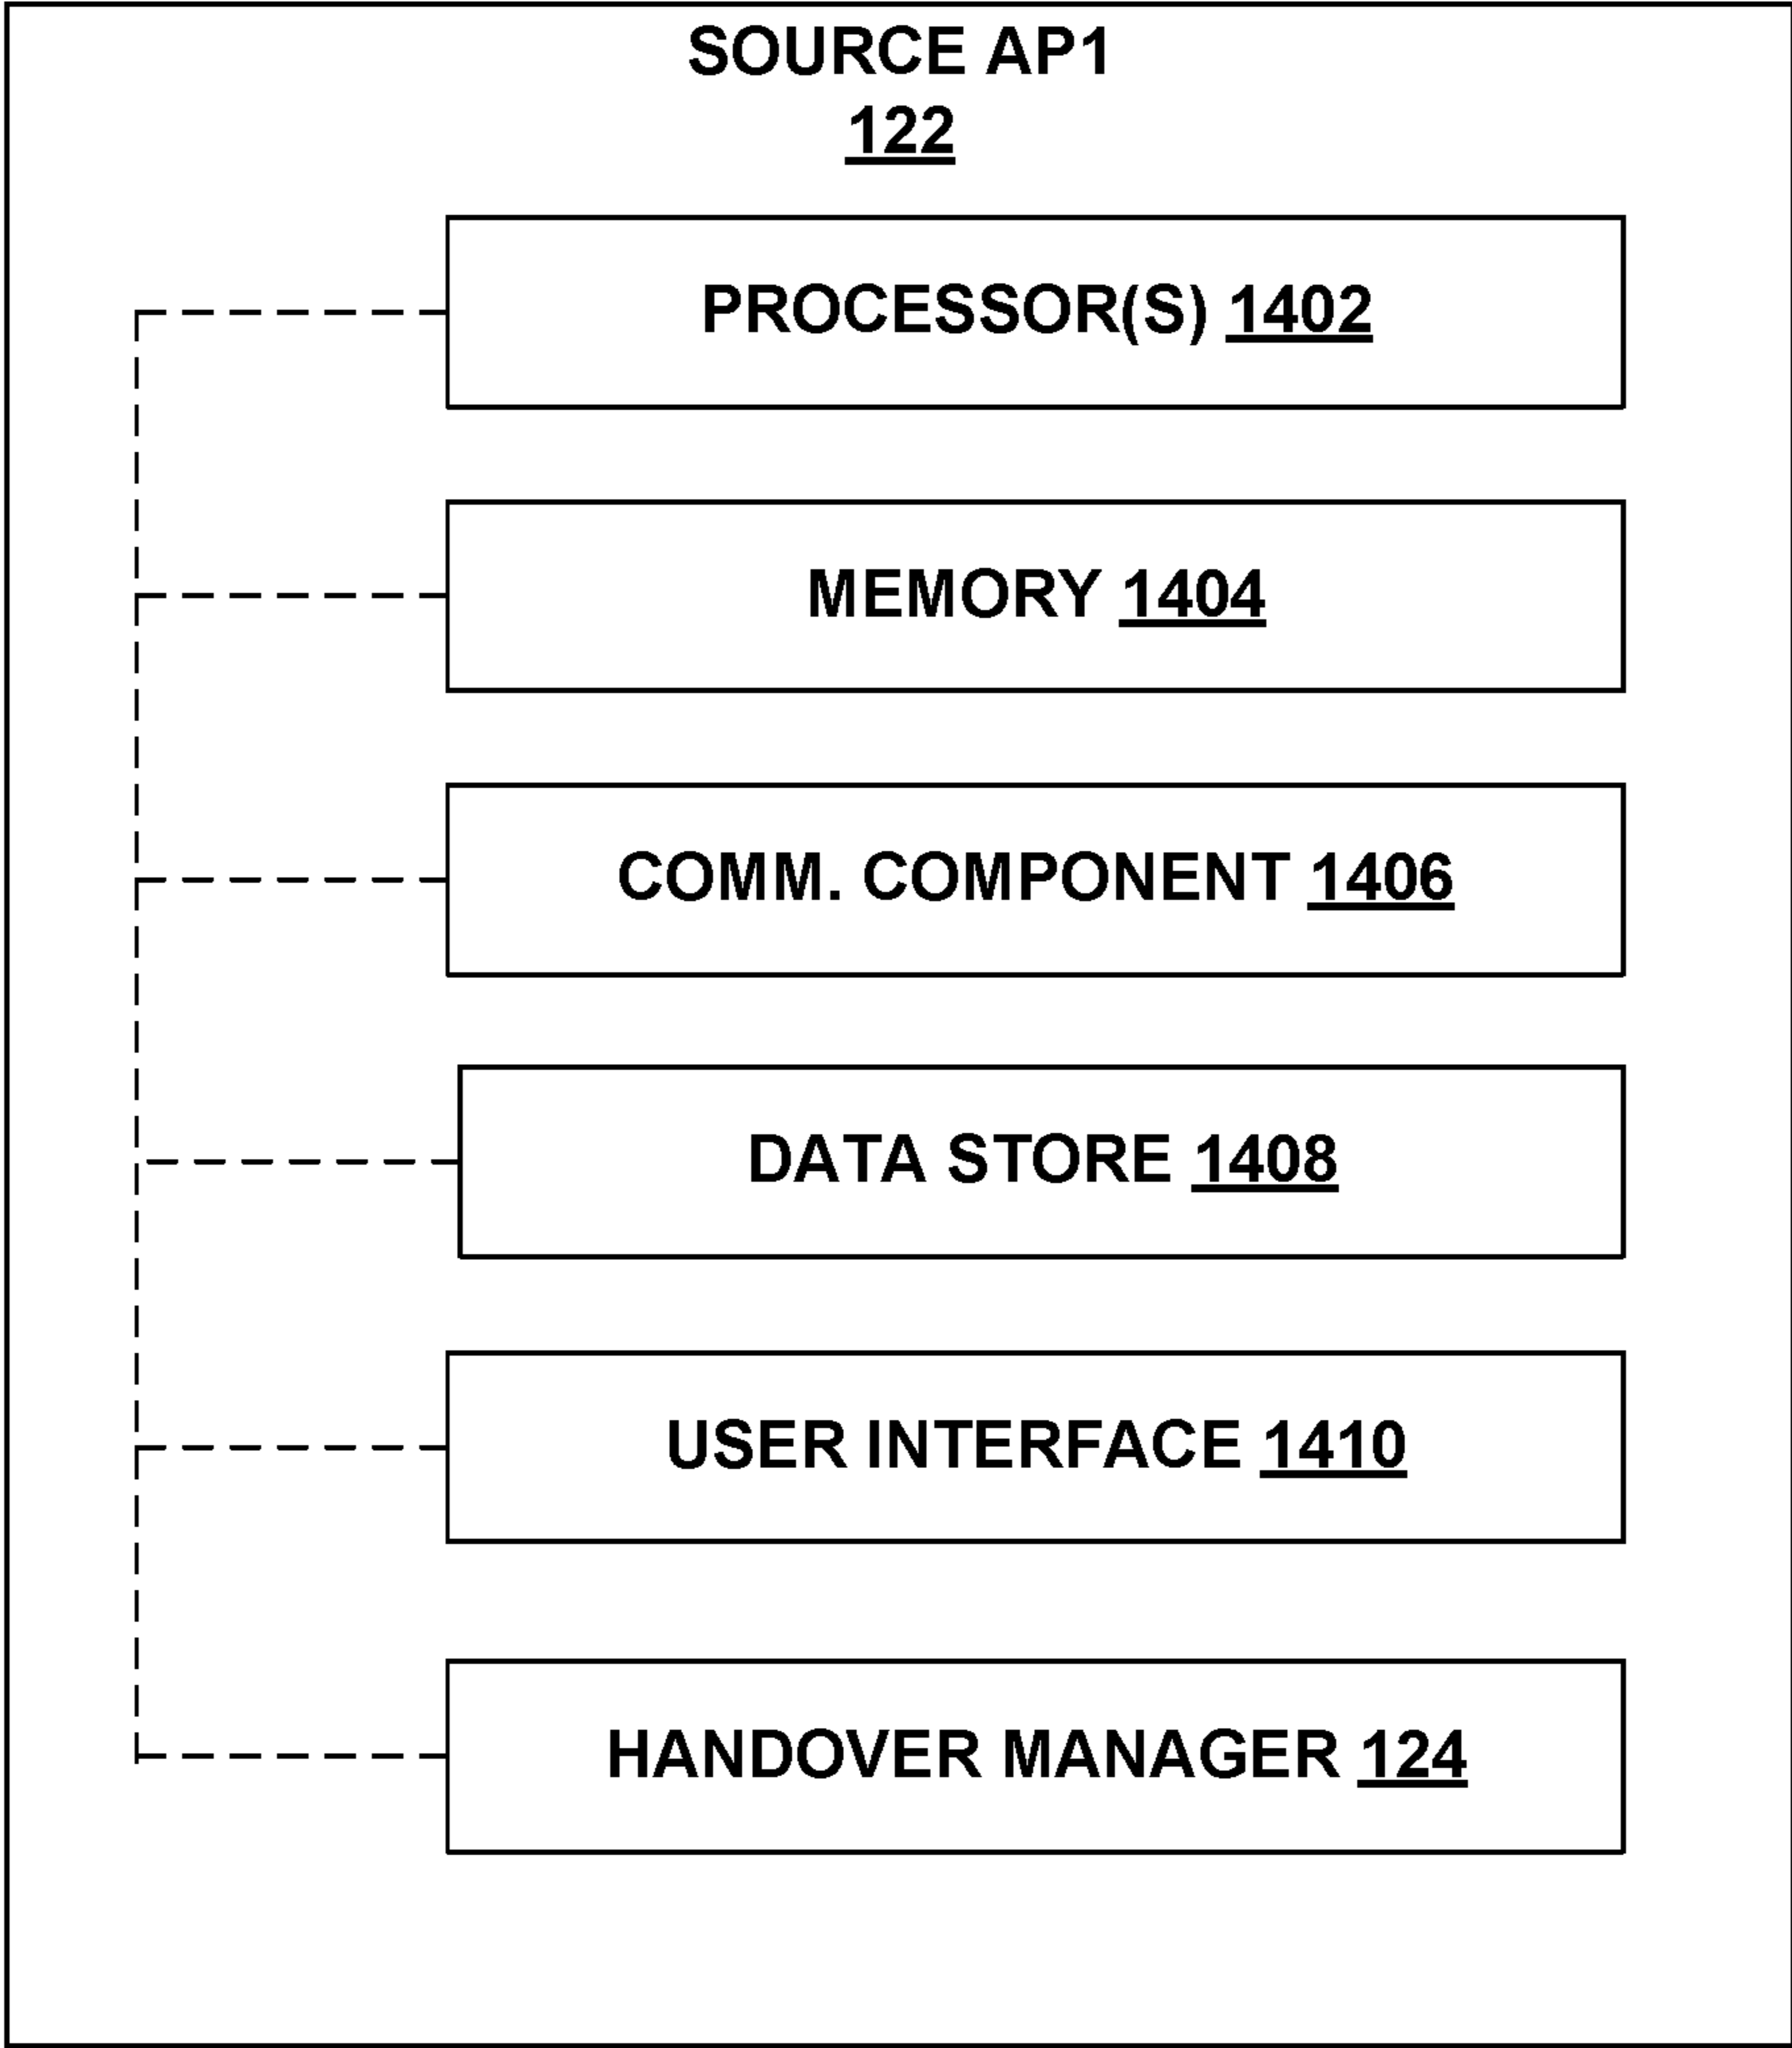 SOURCE AP1
122
PROCESSOR(S) 1402
MEMORY 1404
COMM. COMPONENT 1406
DATA STORE 1408
USER INTERFACE 1410
HANDOVER MANAGER 124